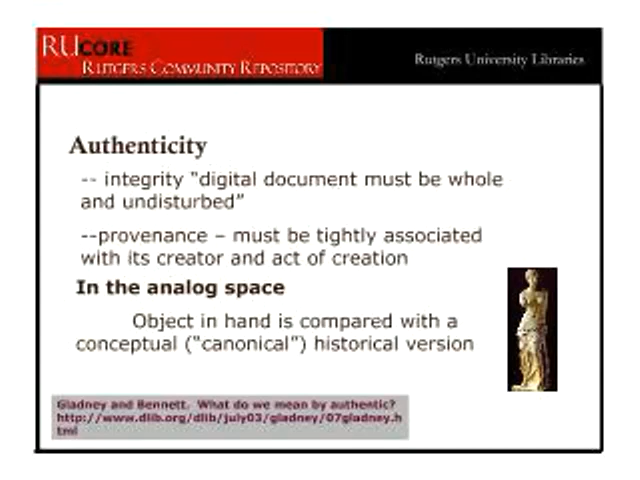 RUCORE
RUTGERS COMMUNITY REPOSITORY
Rutgers University Libraries
Authenticity
-- integrity “digital document must be whole
and undisturbed”
--provenance – must be tightly associated
with its creator and act of creation
In the analog space
Object in hand is compared with a
conceptual (“canonical”) historical version
Gladney and Bennett. What do we mean by authentic?
http://www.dlib.org/dlib/july03/gladney/07gladney.h
tml